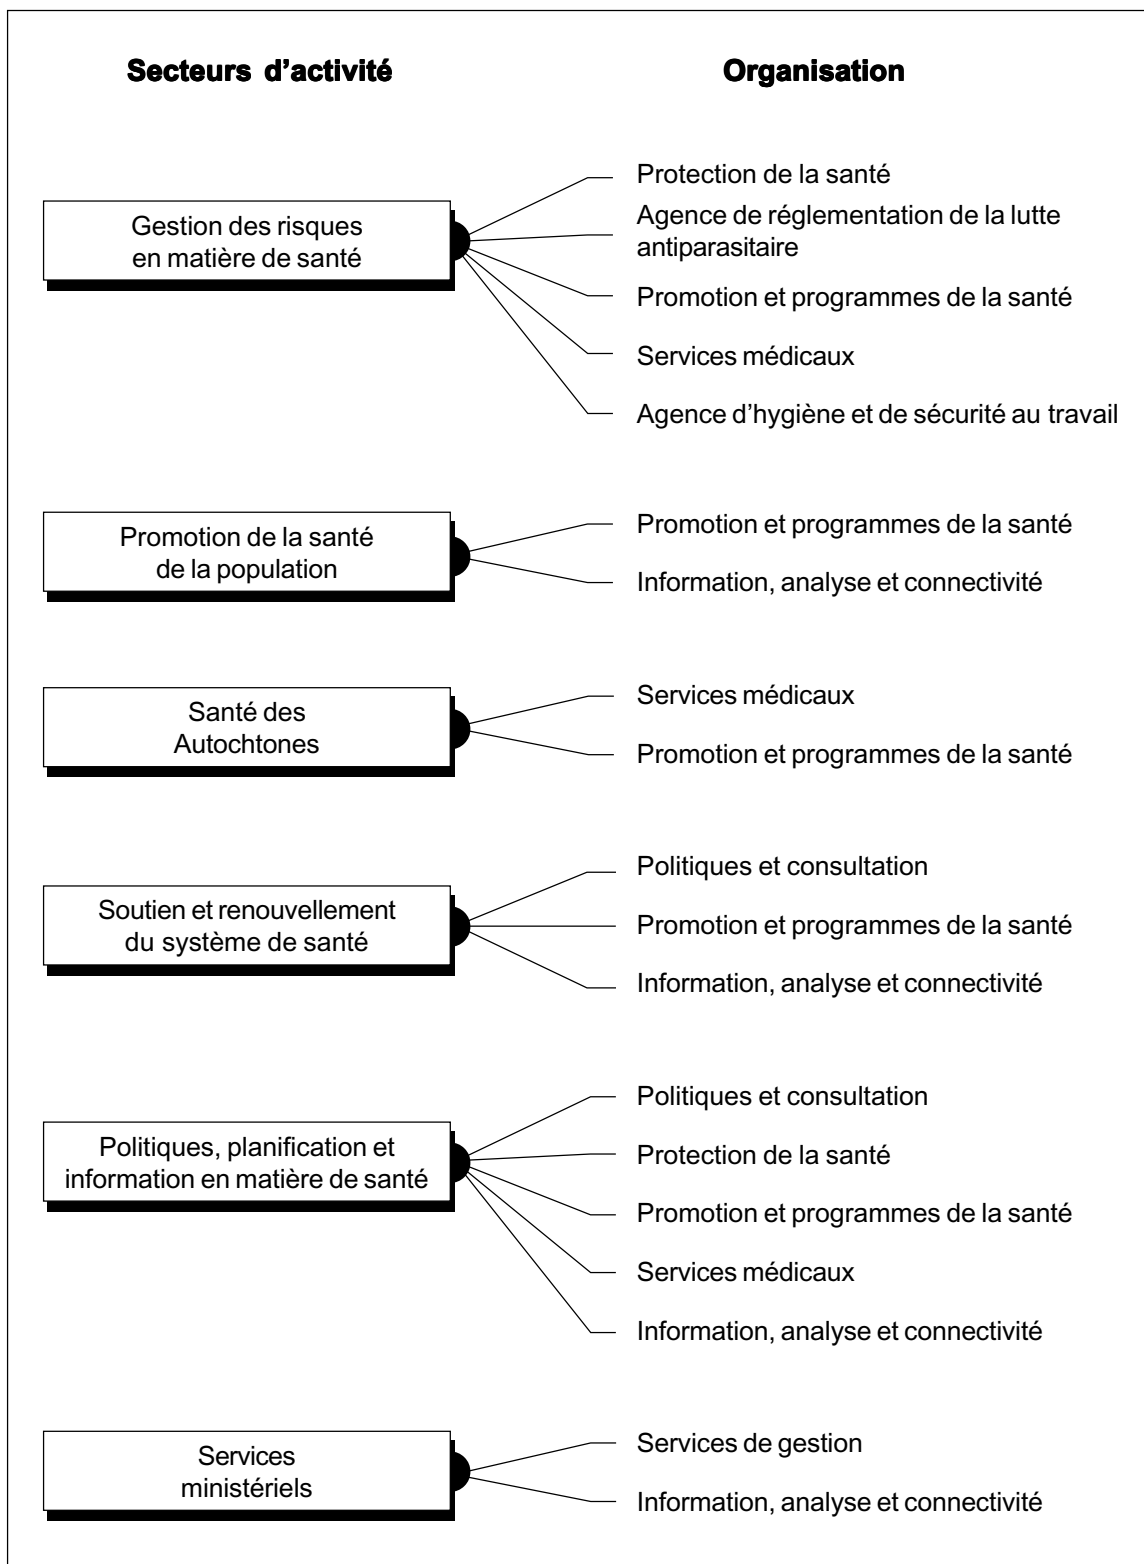 Secteurs d'activité
Organisation
Gestion des risques
en matière de santé
Protection de la santé
Agence de réglementation de la lutte
antiparasitaire
Promotion et programmes de la santé
Services médicaux
Agence d'hygiène et de sécurité au travail
Promotion de la santé
de la population
Promotion et programmes de la santé
Information, analyse et connectivité
Santé des
Autochtones
Services médicaux
Promotion et programmes de la santé
Soutien et renouvellement
du système de santé
Politiques et consultation
Promotion et programmes de la santé
Information, analyse et connectivité
Politiques, planification et
information en matière de santé
Politiques et consultation
Protection de la santé
Promotion et programmes de la santé
Services médicaux
Information, analyse et connectivité
Services
ministériels
Services de gestion
Information, analyse et connectivité